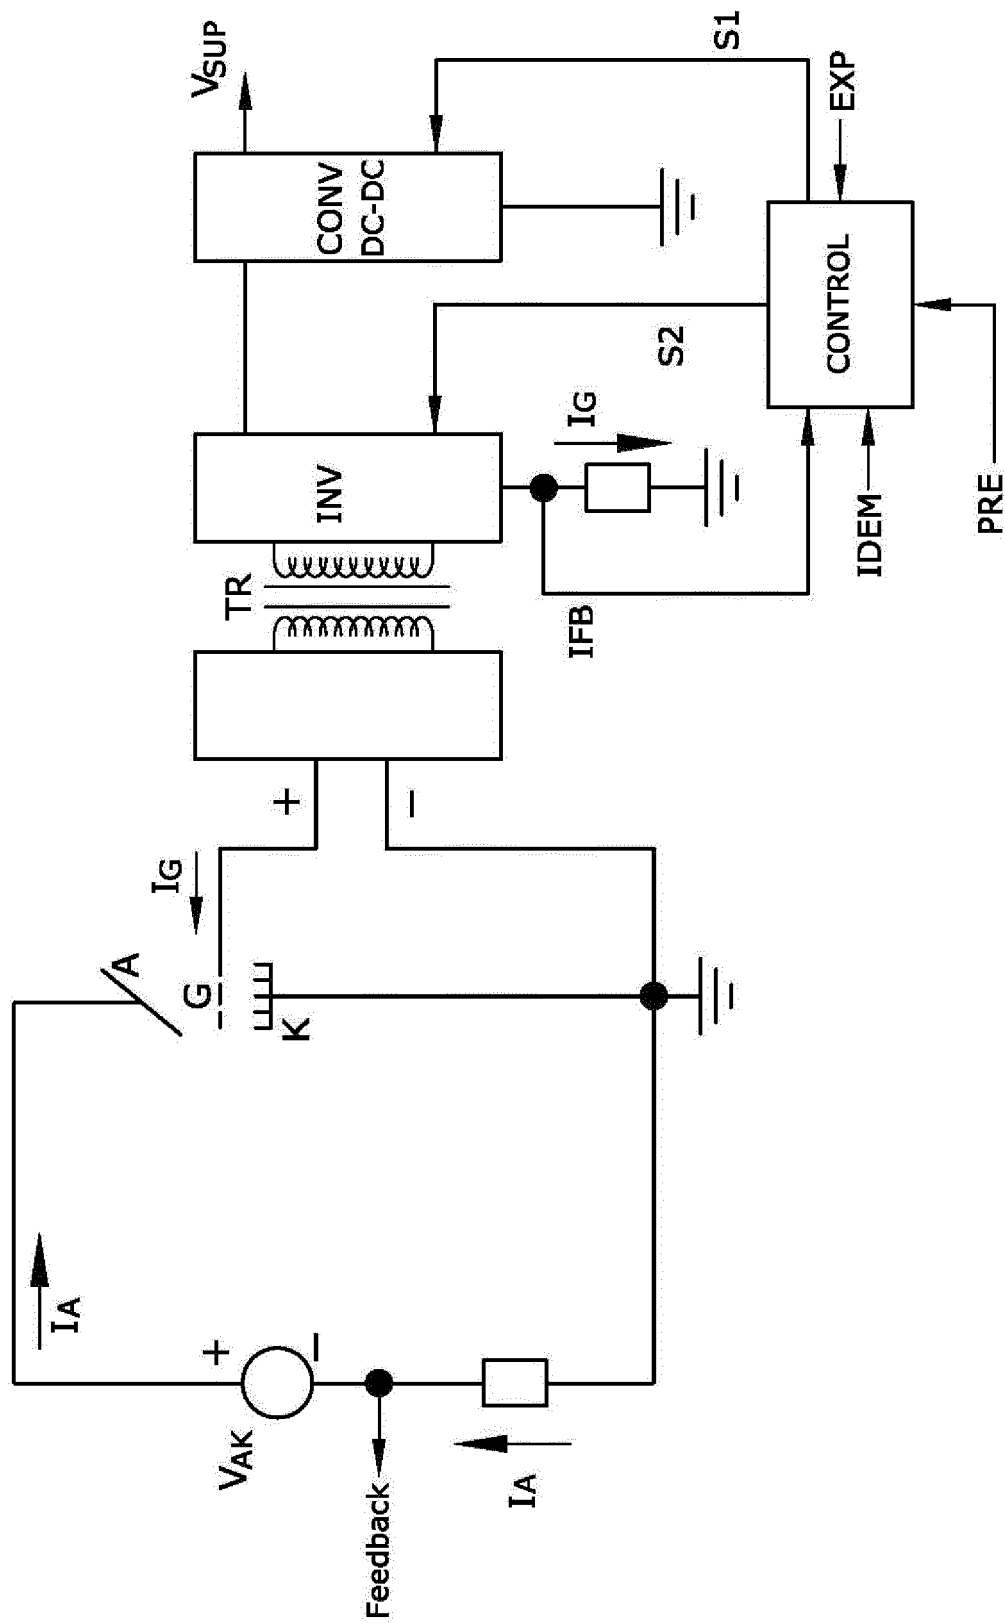 IA
A
G
K
IG
+
−
TR
INV
CONV
DC-DC
VSUP
+
−
VAK
Feedback
IA
IFB
IG
S2
S1
IDEM
CONTROL
EXP
PRE